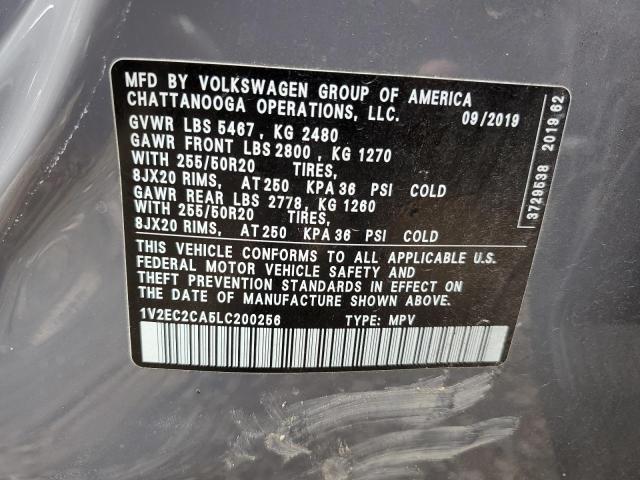 MFD BY VOLKSWAGEN GROUP OF AMERICA
CHATTANOOGA OPERATIONS, LLC. 09/2019
GVWR LBS 5467, KG 2480
GAWR FRONT LBS 2800, KG 1270
WITH 255/50R20 TIRES,
8JX20 RIMS, AT 250 KPA 36 PSI COLD
GAWR REAR LBS 2778, KG 1260
WITH 255/50R20 TIRES,
8JX20 RIMS, AT 250 KPA 36 PSI COLD
THIS VEHICLE CONFORMS TO ALL APPLICABLE U.S.
FEDERAL MOTOR VEHICLE SAFETY AND
THEFT PREVENTION STANDARDS IN EFFECT ON
THE DATE OF MANUFACTURE SHOWN ABOVE.
1V2EC2CA5LC200256 TYPE: MPV
3729538 2019 62